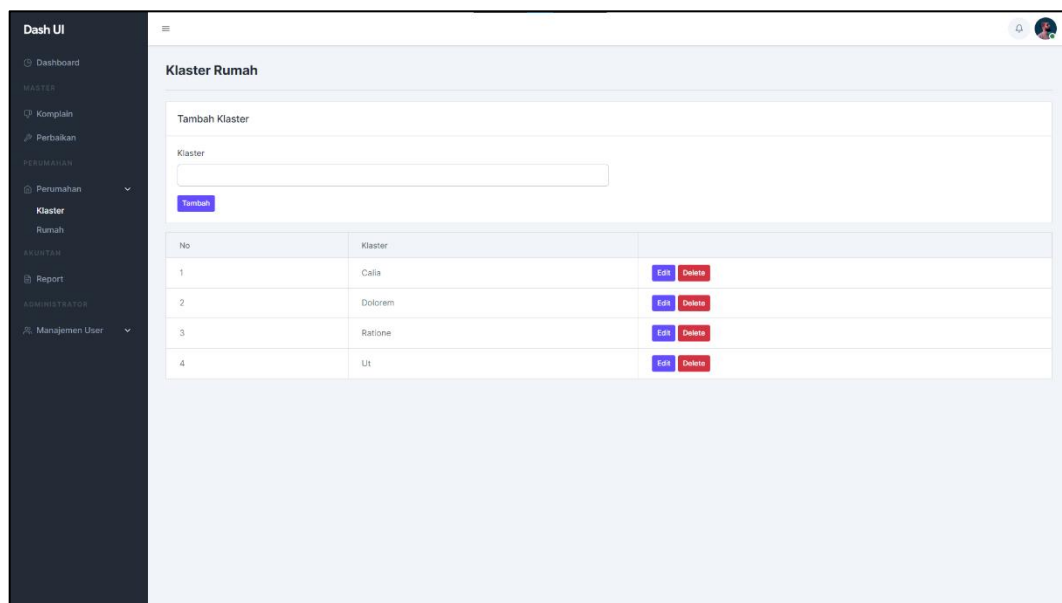 Dash UI
Dashboard
MASTER
Komplain
Perbaikan
PERUMAHAN
Perumahan
Klaster
Rumah
AKUNTAN
Report
ADMINISTRATOR
Manajemen User
Klaster Rumah
Tambah Klaster
Klaster
Tambah
No Klaster
1 Calia Edit Delete
2 Dolorem Edit Delete
3 Ratione Edit Delete
4 Ut Edit Delete